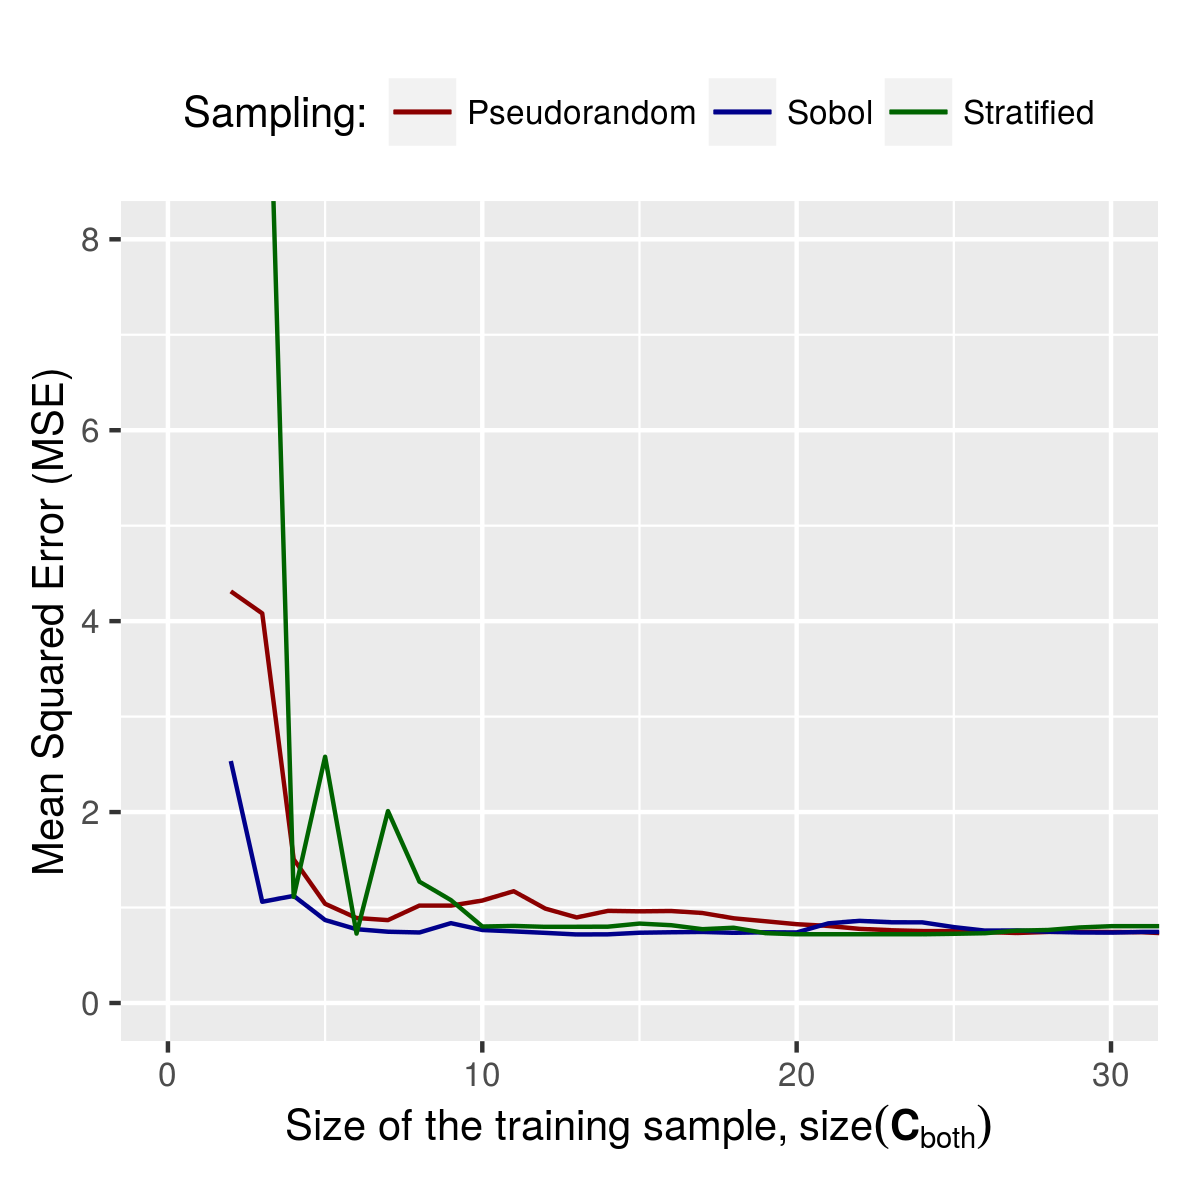 Sampling: Pseudorandom Sobol Stratified
Mean Squared Error (MSE)
8
6
4
2
0
0 10 20 30
Size of the training sample, size(C_both)